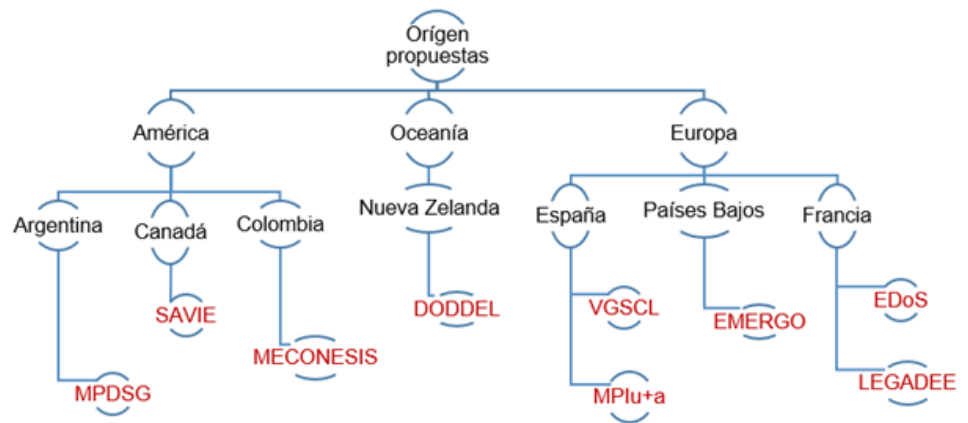 Orígen
propuestas
América
Oceanía
Europa
Argentina
Canadá
Colombia
Nueva Zelanda
España
Países Bajos
Francia
SAVIE
DODDEL
VGSCL
EMERGO
EDoS
MECONESIS
MPDSG
MPlu+a
LEGADEE